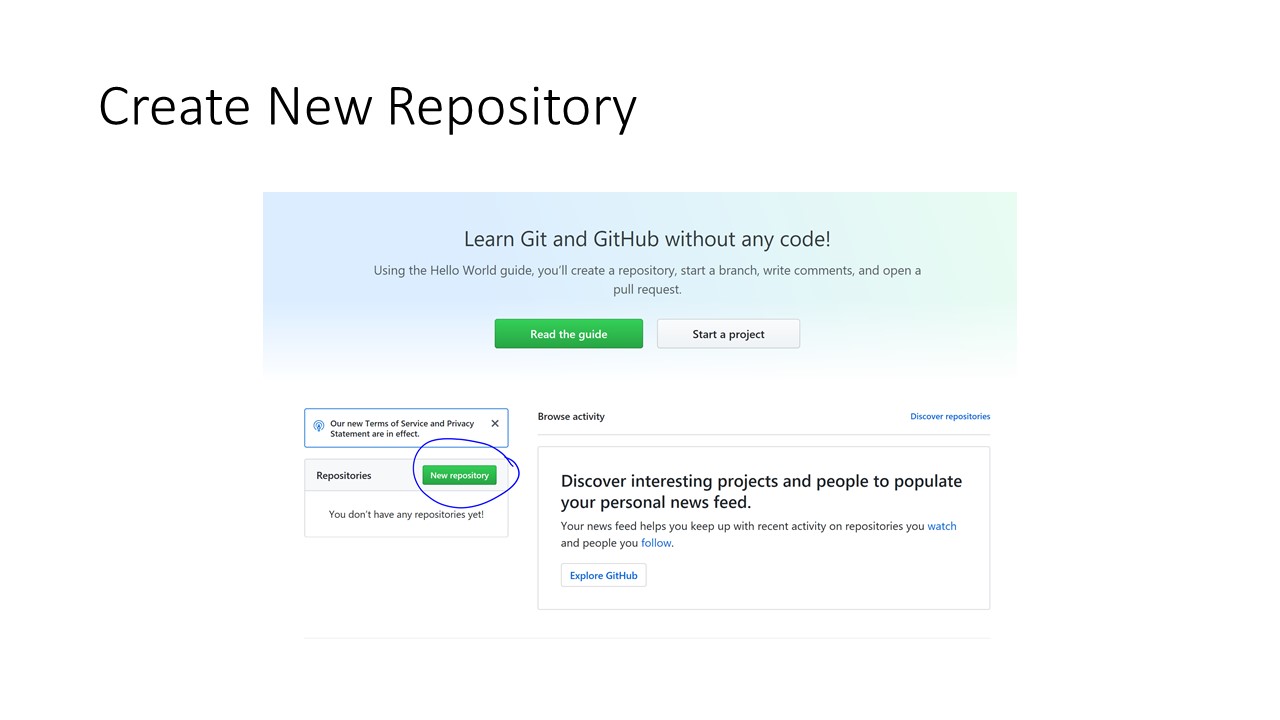 Create New Repository
Learn Git and GitHub without any code!
Using the Hello World guide, you’ll create a repository, start a branch, write comments, and open a
pull request.
Read the guide
Start a project
Our new Terms of Service and Privacy
Statement are in effect.
Repositories
New repository
You don’t have any repositories yet!
Browse activity
Discover repositories
Discover interesting projects and people to populate
your personal news feed.
Your news feed helps you keep up with recent activity on repositories you watch
and people you follow.
Explore GitHub